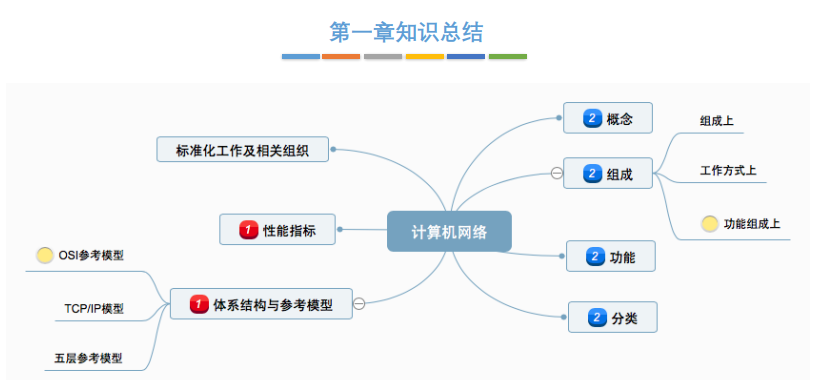 第一章知识总结
标准化工作及相关组织
1 性能指标
1 体系结构与参考模型
OSI参考模型
TCP/IP模型
五层参考模型
计算机网络
2 概念
2 组成
组成上
工作方式上
功能组成上
2 功能
2 分类